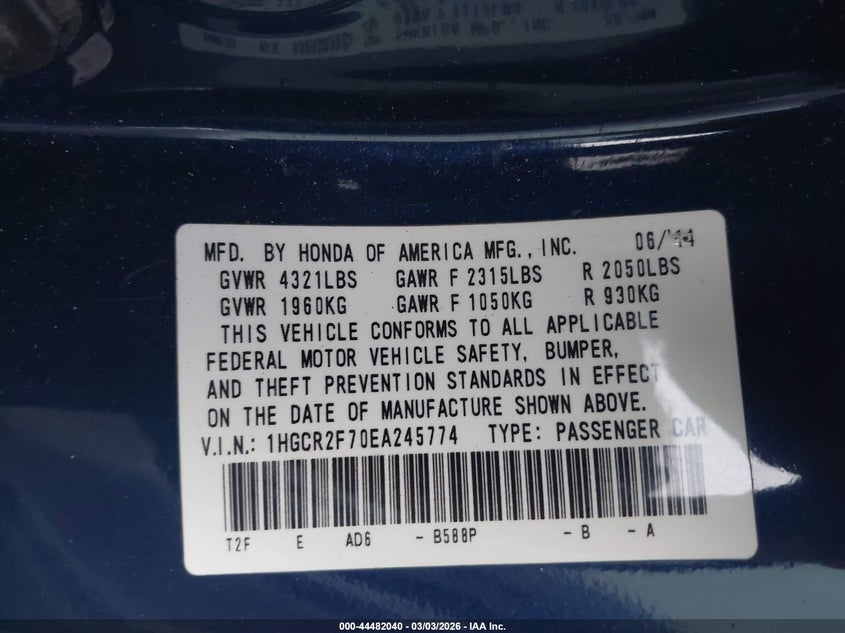 MFD. BY HONDA OF AMERICA MFG., INC. 06/'14
GVWR 4321LBS GAWR F 2315LBS R 2050LBS
GVWR 1960KG GAWR F 1050KG R 930KG
THIS VEHICLE CONFORMS TO ALL APPLICABLE
FEDERAL MOTOR VEHICLE SAFETY, BUMPER,
AND THEFT PREVENTION STANDARDS IN EFFECT
ON THE DATE OF MANUFACTURE SHOWN ABOVE.
V.I.N.: 1HGCR2F70EA245774 TYPE: PASSENGER CAR
T2F E AD6 - B588P - B - A
000-44482040 - 03/03/2026 - IAA Inc.